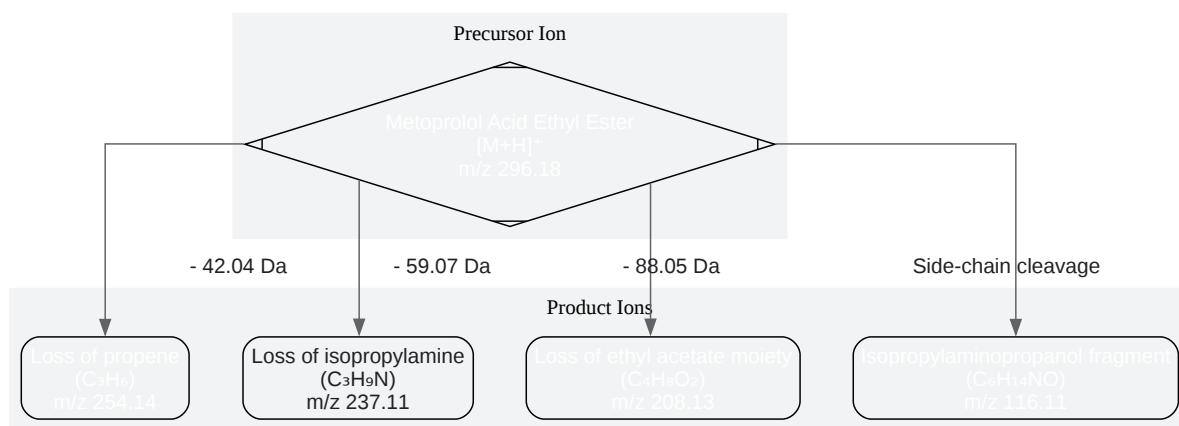 Precursor Ion
Metoprolol Acid Ethyl Ester
[M+H]⁺
m/z 296.18
- 42.04 Da
- 59.07 Da
- 88.05 Da
Side-chain cleavage
Product Ions
Loss of propene
(C₃H₆)
m/z 254.14
Loss of isopropylamine
(C₃H₉N)
m/z 237.11
Loss of ethyl acetate moiety
(C₄H₈O₂)
m/z 208.13
Isopropylaminopropanol fragment
(C₆H₁₄NO)
m/z 116.11